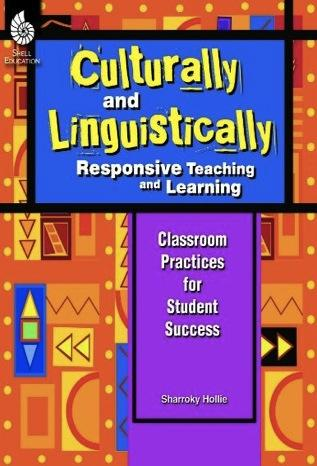 SHELL
EDUCATION
Culturally
and
Linguistically
Responsive Teaching
and Learning
Classroom
Practices
for
Student
Success
Sharroky Hollie